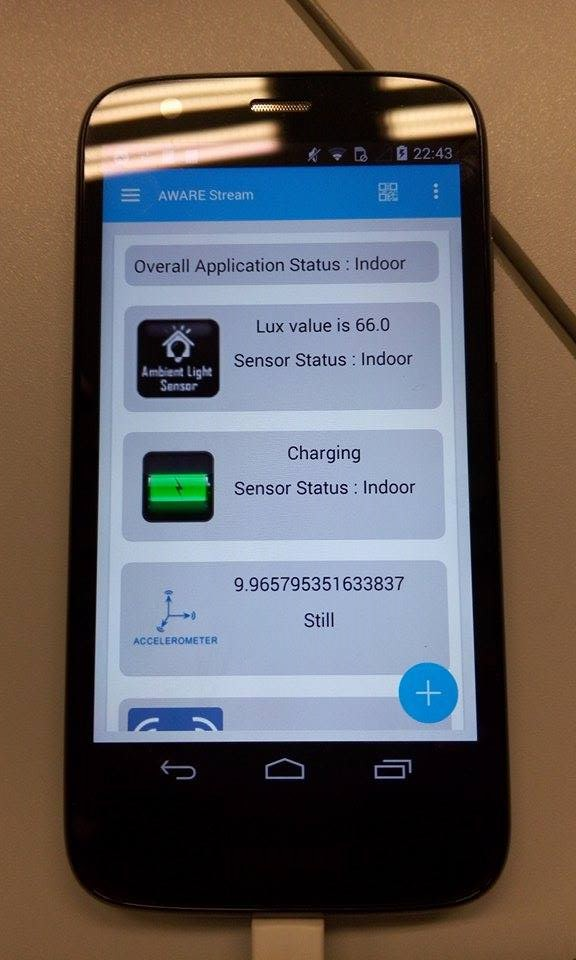 22:43
AWARE Stream
Overall Application Status : Indoor
Lux value is 66.0
Sensor Status : Indoor
Ambient Light
Sensor
Charging
Sensor Status : Indoor
9.965795351633837
Still
ACCELEROMETER